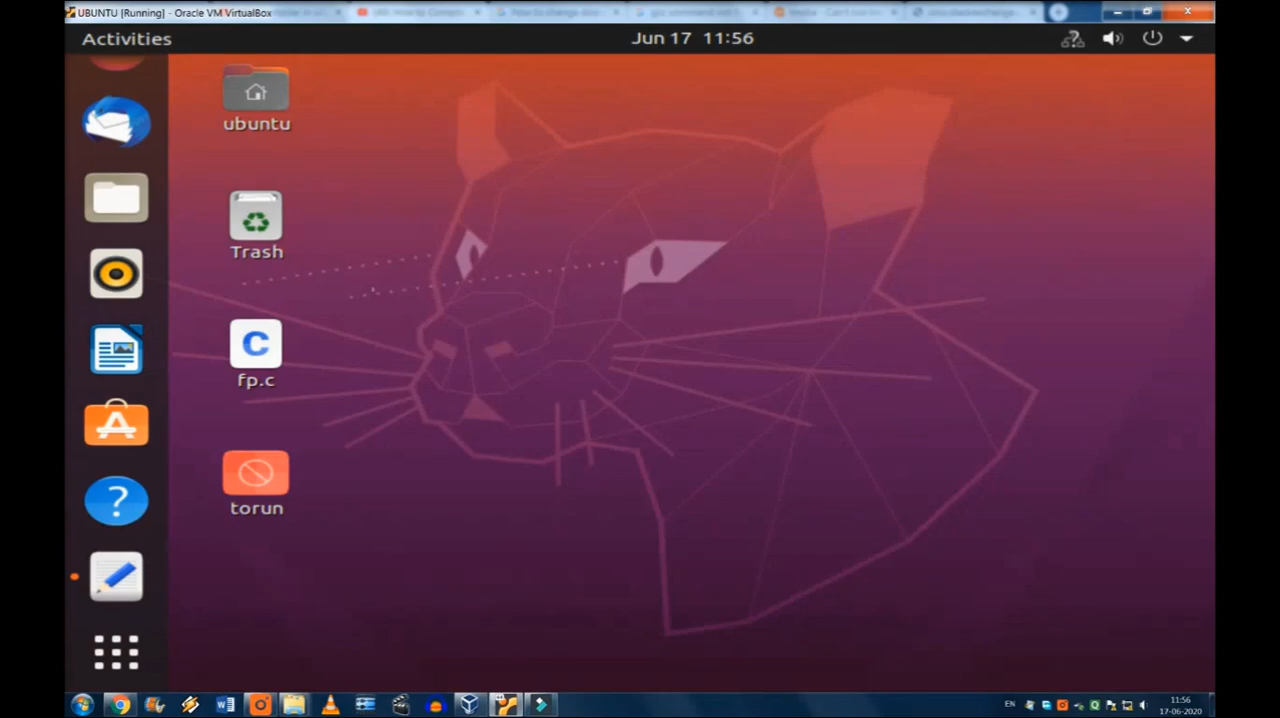 UBUNTU [Running] - Oracle VM VirtualBox
Activities
Jun 17 11:56
ubuntu
Trash
fp.c
torun
EN
11:56
17-06-2020